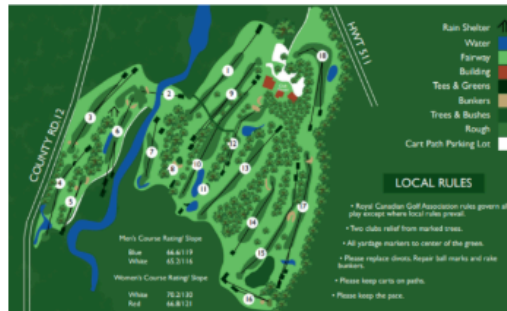 HWT 511
COUNTY RD.12
Rain Shelter
Water
Fairway
Building
Tees & Greens
Bunkers
Trees & Bushes
Rough
Cart Path Parking Lot
1
2
3
4
5
6
7
8
9
10
11
12
13
14
15
16
17
18
LOCAL RULES
• Royal Canadian Golf Association rules govern all
play except where local rules prevail.
• Two clubs relief from marked trees.
• All yardage markers to center of the green.
• Please replace divots. Repair ball marks and rake
bunkers.
• Please keep carts on paths.
• Please keep the pace.
Men's Course Rating/ Slope
Blue 66.6/119
White 65.2/116
Women's Course Rating/ Slope
White 70.2/130
Red 66.8/121